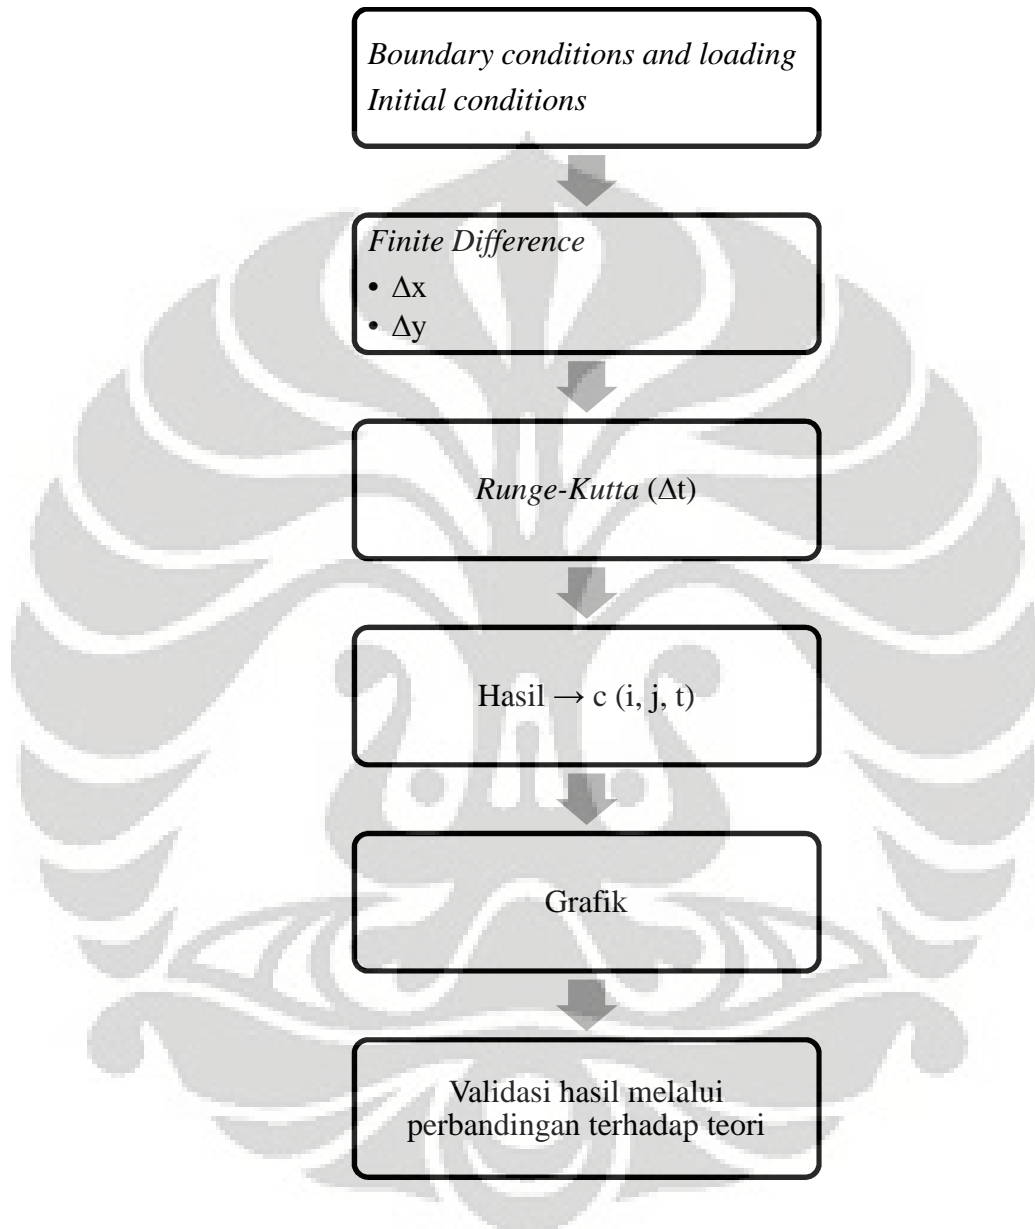 Boundary conditions and loading
Initial conditions
Finite Difference
• Δx
• Δy
Runge-Kutta (Δt)
Hasil → c (i, j, t)
Grafik
Validasi hasil melalui
perbandingan terhadap teori